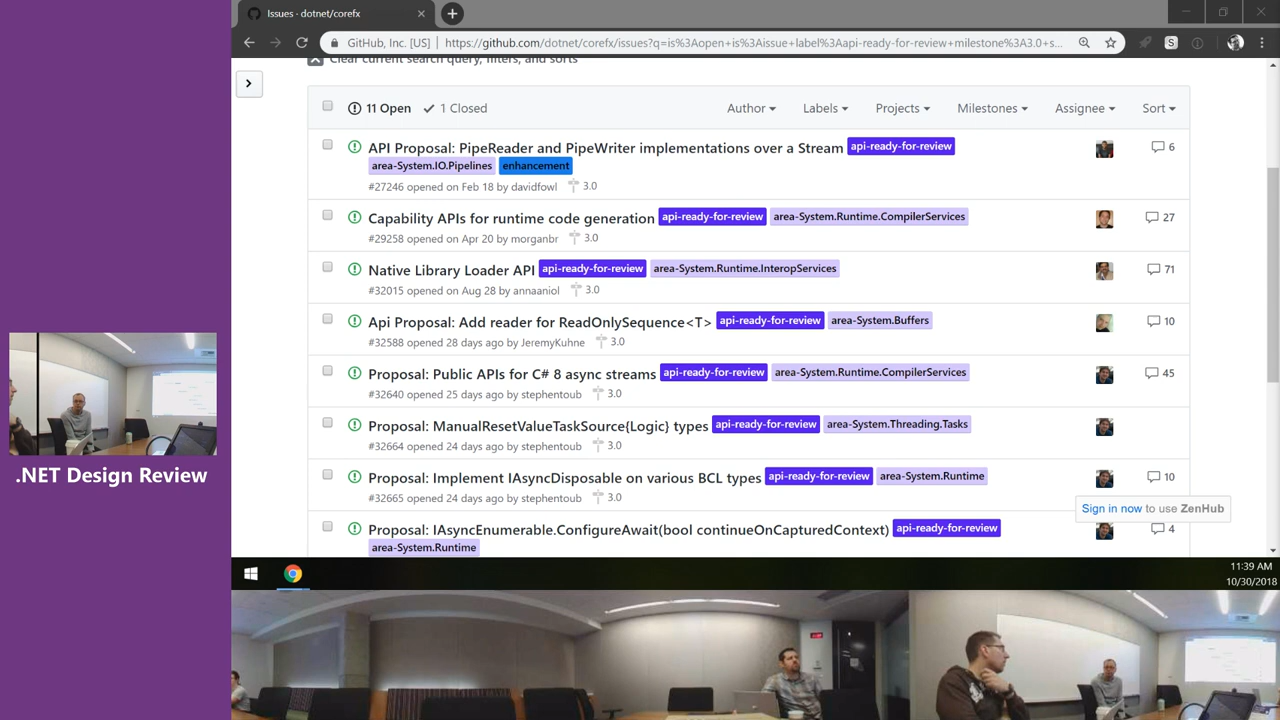 Issues · dotnet/corefx
GitHub, Inc. [US] https://github.com/dotnet/corefx/issues?q=is%3Aopen+is%3Aissue+label%3Aapi-ready-for-review+milestone%3A3.0+s...
Clear current search query, filters, and sorts
11 Open 1 Closed Author Labels Projects Milestones Assignee Sort
API Proposal: PipeReader and PipeWriter implementations over a Stream api-ready-for-review 6
area-System.IO.Pipelines enhancement
#27246 opened on Feb 18 by davidfowl 3.0
Capability APIs for runtime code generation api-ready-for-review area-System.Runtime.CompilerServices 27
#29258 opened on Apr 20 by morganbr 3.0
Native Library Loader API api-ready-for-review area-System.Runtime.InteropServices 71
#32015 opened on Aug 28 by annaaniol 3.0
Api Proposal: Add reader for ReadOnlySequence<T> api-ready-for-review area-System.Buffers 10
#32588 opened 28 days ago by JeremyKuhne 3.0
Proposal: Public APIs for C# 8 async streams api-ready-for-review area-System.Runtime.CompilerServices 45
#32640 opened 25 days ago by stephentoub 3.0
Proposal: ManualResetValueTaskSource{Logic} types api-ready-for-review area-System.Threading.Tasks
#32664 opened 24 days ago by stephentoub 3.0
Proposal: Implement IAsyncDisposable on various BCL types api-ready-for-review area-System.Runtime 10
#32665 opened 24 days ago by stephentoub 3.0
Sign in now to use ZenHub
Proposal: IAsyncEnumerable.ConfigureAwait(bool continueOnCapturedContext) api-ready-for-review 4
area-System.Runtime
.NET Design Review
11:39 AM
10/30/2018